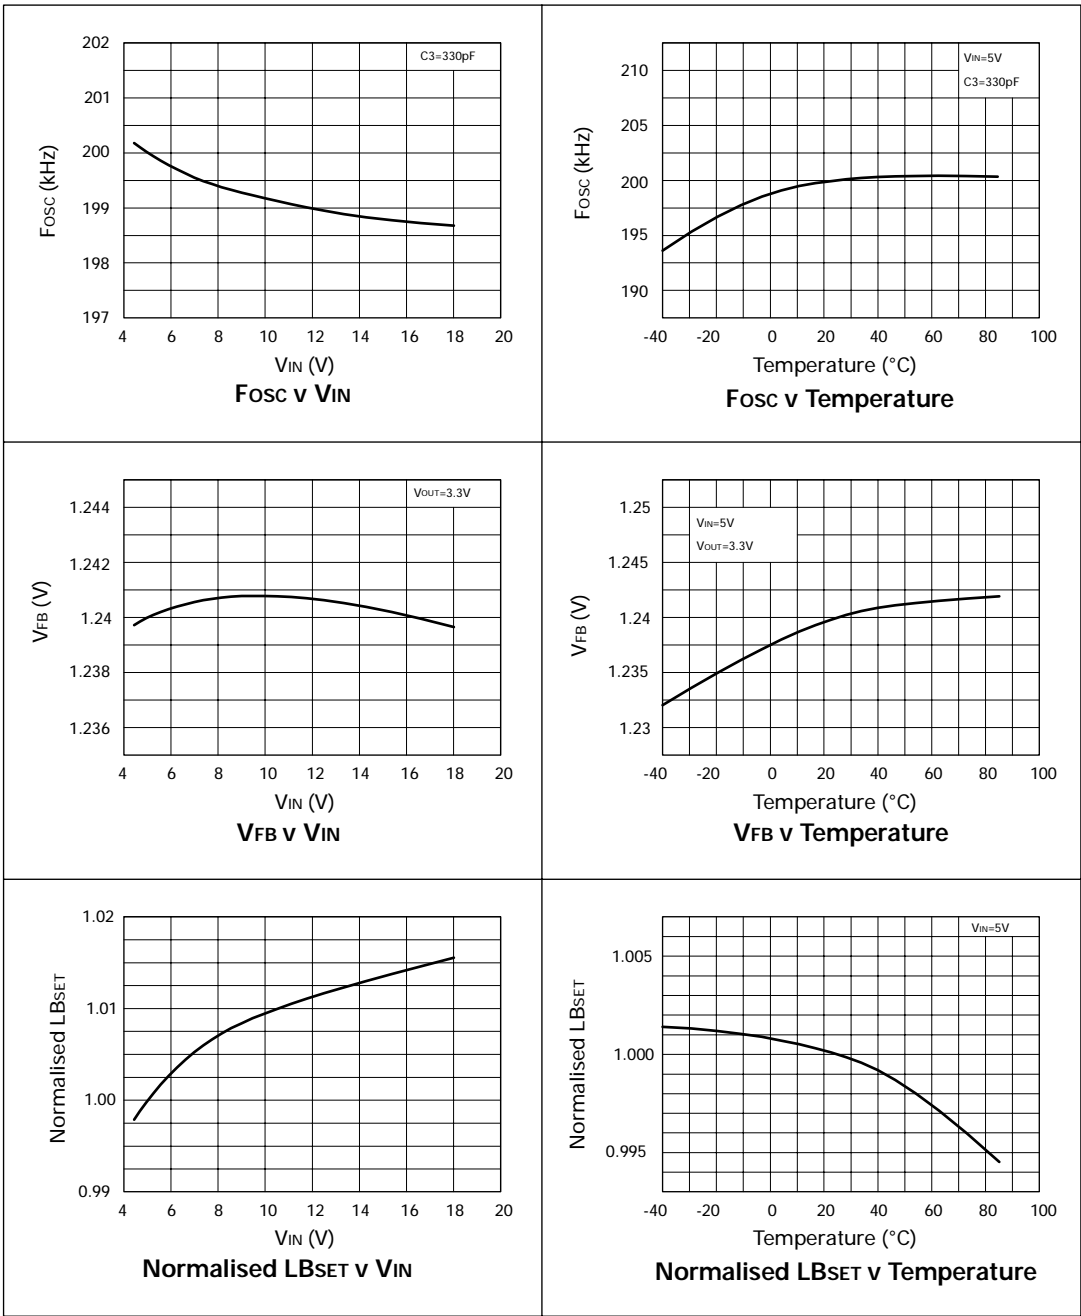 202
201
200
199
198
197
Fosc (kHz)
C3=330pF
4 6 8 10 12 14 16 18 20
VIN (V)
Fosc v VIN
210
205
200
195
190
Fosc (kHz)
VIN=5V
C3=330pF
-40 -20 0 20 40 60 80 100
Temperature (°C)
Fosc v Temperature
1.244
1.242
1.24
1.238
1.236
VFB (V)
VOUT=3.3V
4 6 8 10 12 14 16 18 20
VIN (V)
VFB v VIN
1.25
1.245
1.24
1.235
1.23
VFB (V)
VIN=5V
VOUT=3.3V
-40 -20 0 20 40 60 80 100
Temperature (°C)
VFB v Temperature
1.02
1.01
1.00
0.99
Normalised LBSET
4 6 8 10 12 14 16 18 20
VIN (V)
Normalised LBSET v VIN
1.005
1.000
0.995
Normalised LBSET
VIN=5V
-40 -20 0 20 40 60 80 100
Temperature (°C)
Normalised LBSET v Temperature